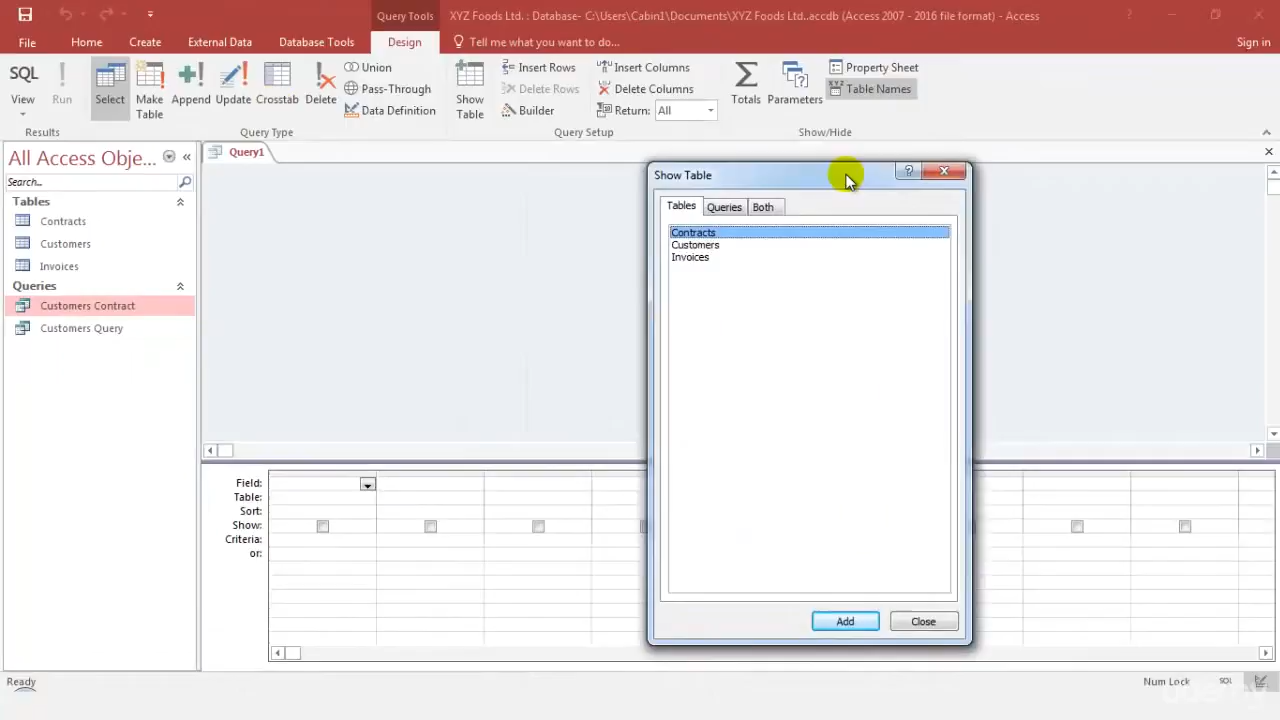 Query Tools
XYZ Foods Ltd. : Database- C:\Users\Cabin1\Documents\XYZ Foods Ltd..accdb (Access 2007 - 2016 file format) - Access
?
File
Home
Create
External Data
Database Tools
Design
Tell me what you want to do...
Sign in
SQL
View
Run
Select
Make
Table
Append
Update
Crosstab
Delete
Union
Pass-Through
Data Definition
Show
Table
Insert Rows
Delete Rows
Builder
Insert Columns
Delete Columns
Return: All
Totals
Parameters
Property Sheet
XYZ Table Names
Results
Query Type
Query Setup
Show/Hide
All Access Obje...
Search...
Tables
Contracts
Customers
Invoices
Queries
Customers Contract
Customers Query
Query1
Show Table
?
Tables
Queries
Both
Contracts
Customers
Invoices
Add
Close
Field:
Table:
Sort:
Show:
Criteria:
or:
Ready
Num Lock
SQL